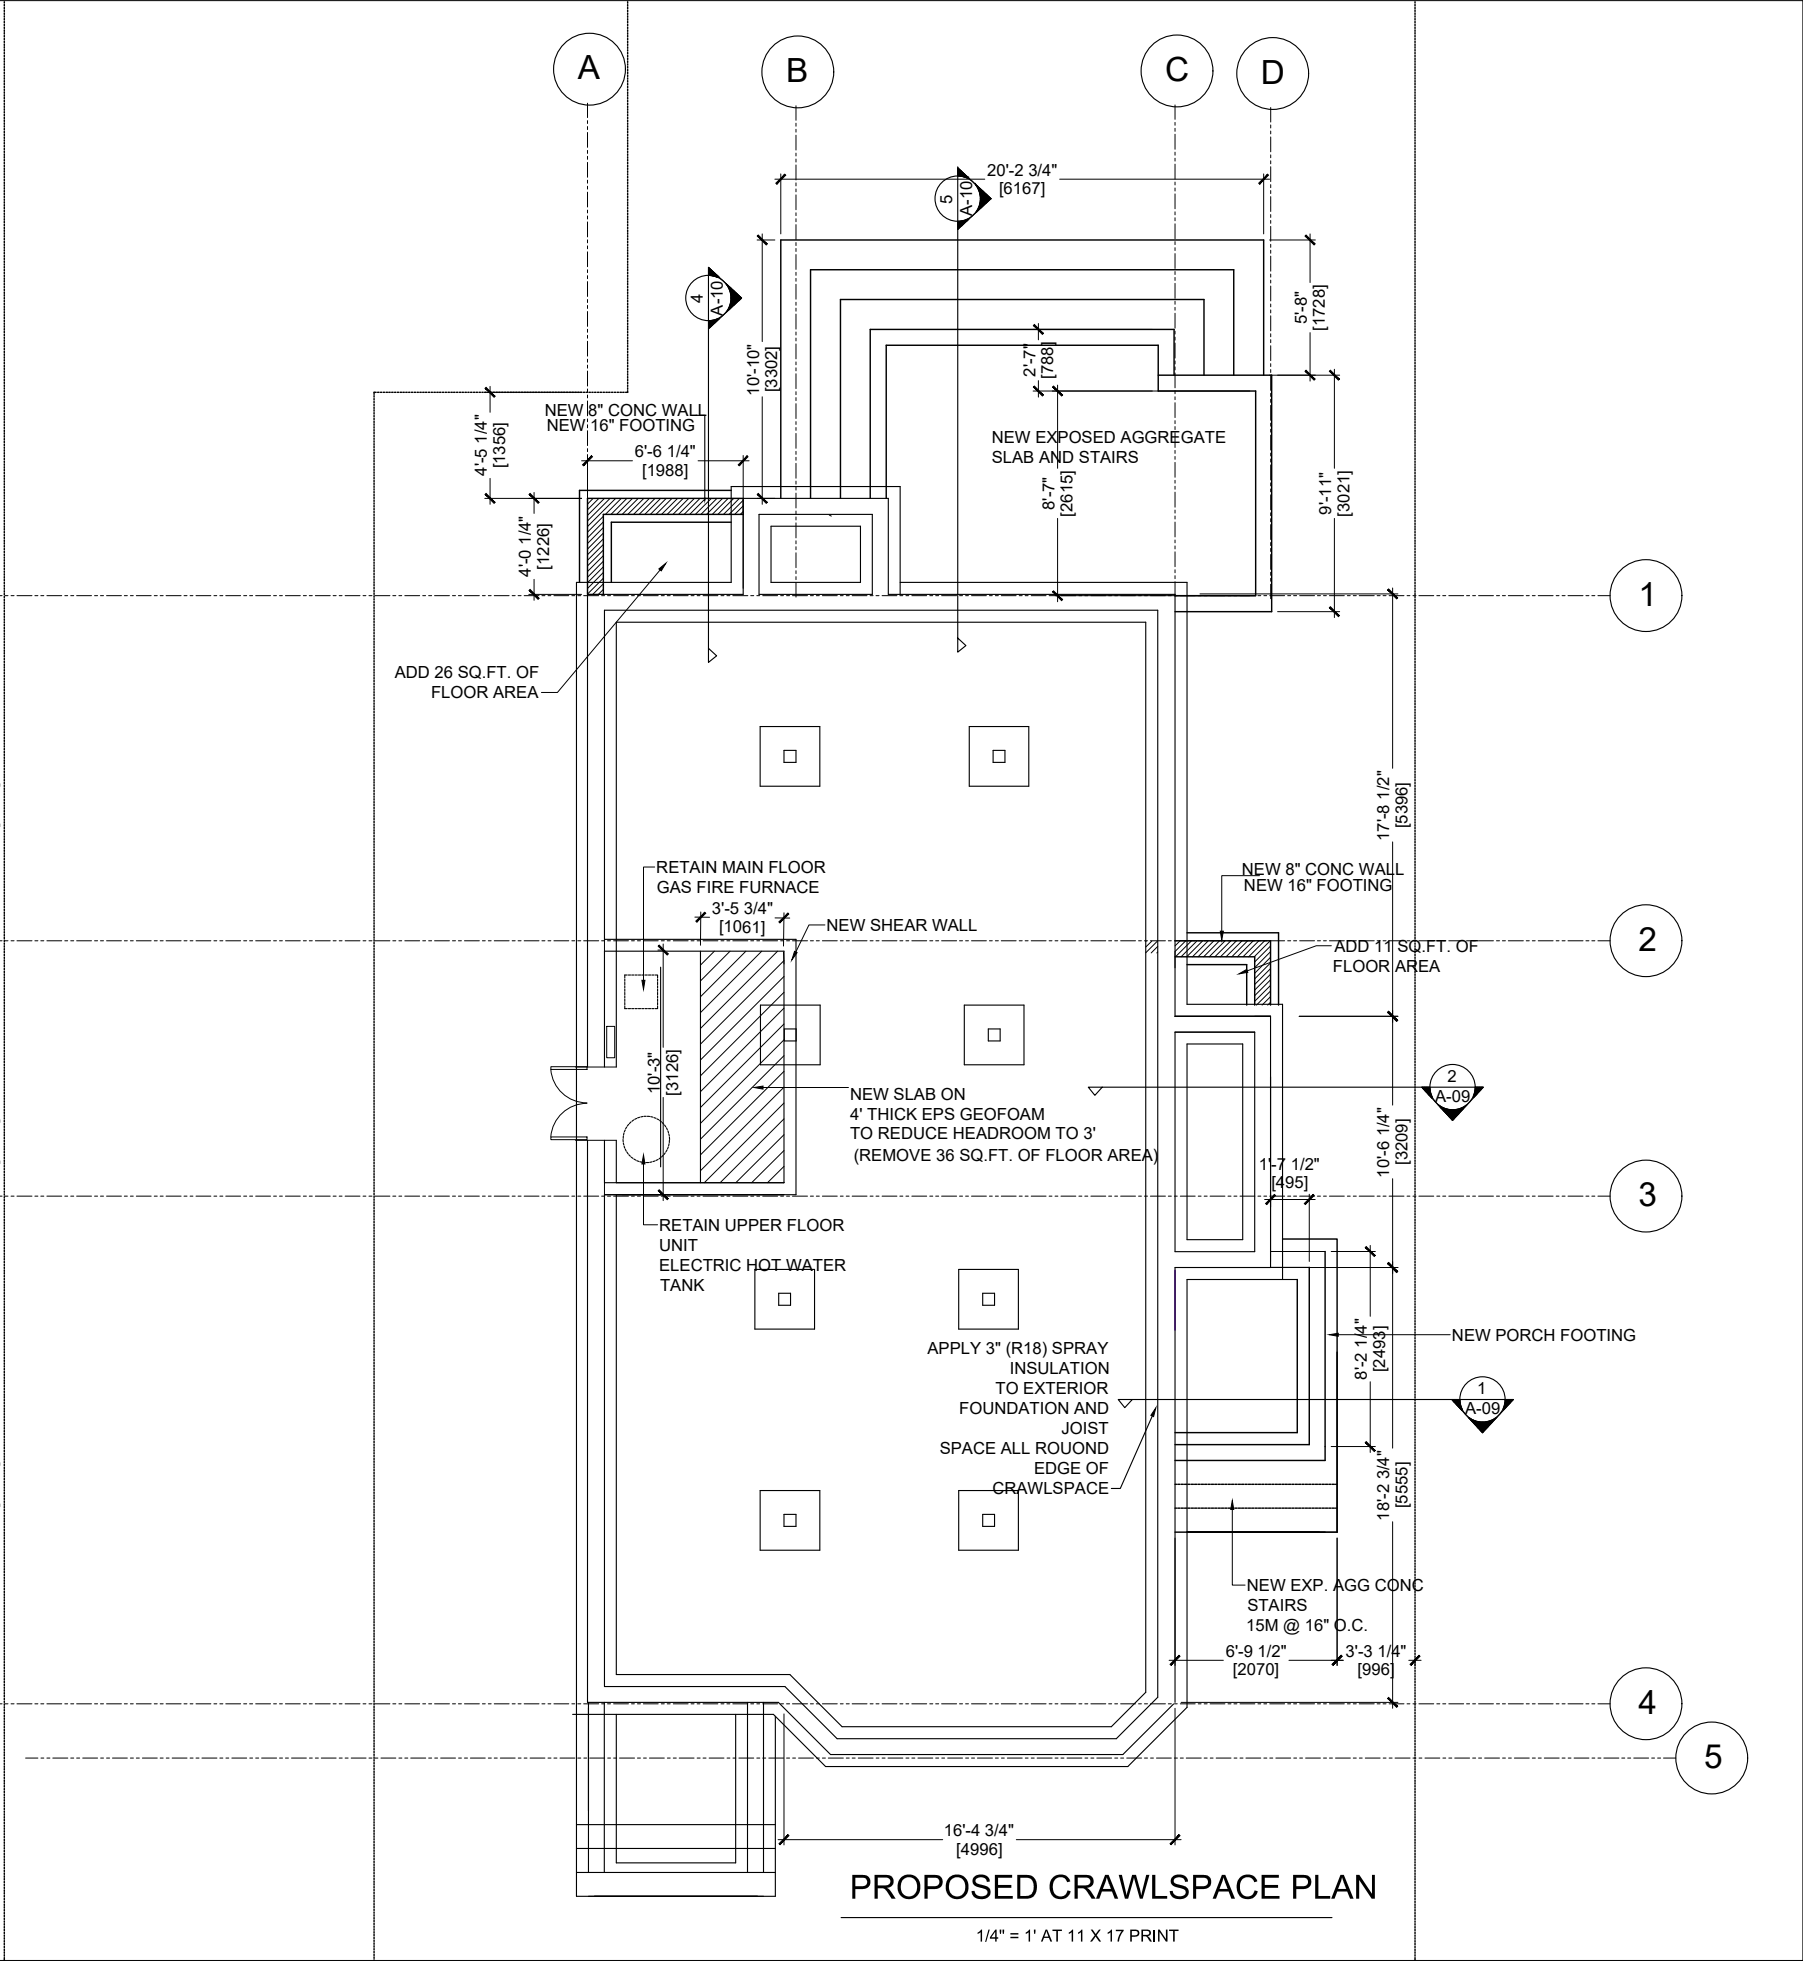 A
B
C
D
20'-2 3/4"
[6167]
5
A-10
4
A-10
10'-10"
[3302]
5'-8"
[1728]
2'-7"
[788]
4'-5 1/4"
[1356]
NEW 8" CONC WALL
NEW 16" FOOTING
6'-6 1/4"
[1988]
NEW EXPOSED AGGREGATE
SLAB AND STAIRS
8'-7"
[2615]
9'-11"
[3021]
4'-0 1/4"
[1226]
1
ADD 26 SQ.FT. OF
FLOOR AREA
17'-8 1/2"
[5396]
RETAIN MAIN FLOOR
GAS FIRE FURNACE
3'-5 3/4"
[1061]
NEW SHEAR WALL
NEW 8" CONC WALL
NEW 16" FOOTING
2
ADD 11 SQ.FT. OF
FLOOR AREA
10'-3"
[3126]
NEW SLAB ON
4' THICK EPS GEOFOAM
TO REDUCE HEADROOM TO 3'
(REMOVE 36 SQ.FT. OF FLOOR AREA)
2
A-09
10'-6 1/4"
[3209]
1'-7 1/2"
[495]
3
RETAIN UPPER FLOOR
UNIT
ELECTRIC HOT WATER
TANK
8'-2 1/4"
[2493]
NEW PORCH FOOTING
APPLY 3" (R18) SPRAY
INSULATION
TO EXTERIOR
FOUNDATION AND
JOIST
SPACE ALL ROUOND
EDGE OF
CRAWLSPACE
1
A-09
18'-2 3/4"
[5555]
NEW EXP. AGG CONC
STAIRS
15M @ 16" O.C.
6'-9 1/2"
[2070]
3'-3 1/4"
[996]
4
5
16'-4 3/4"
[4996]
PROPOSED CRAWLSPACE PLAN
1/4" = 1' AT 11 X 17 PRINT